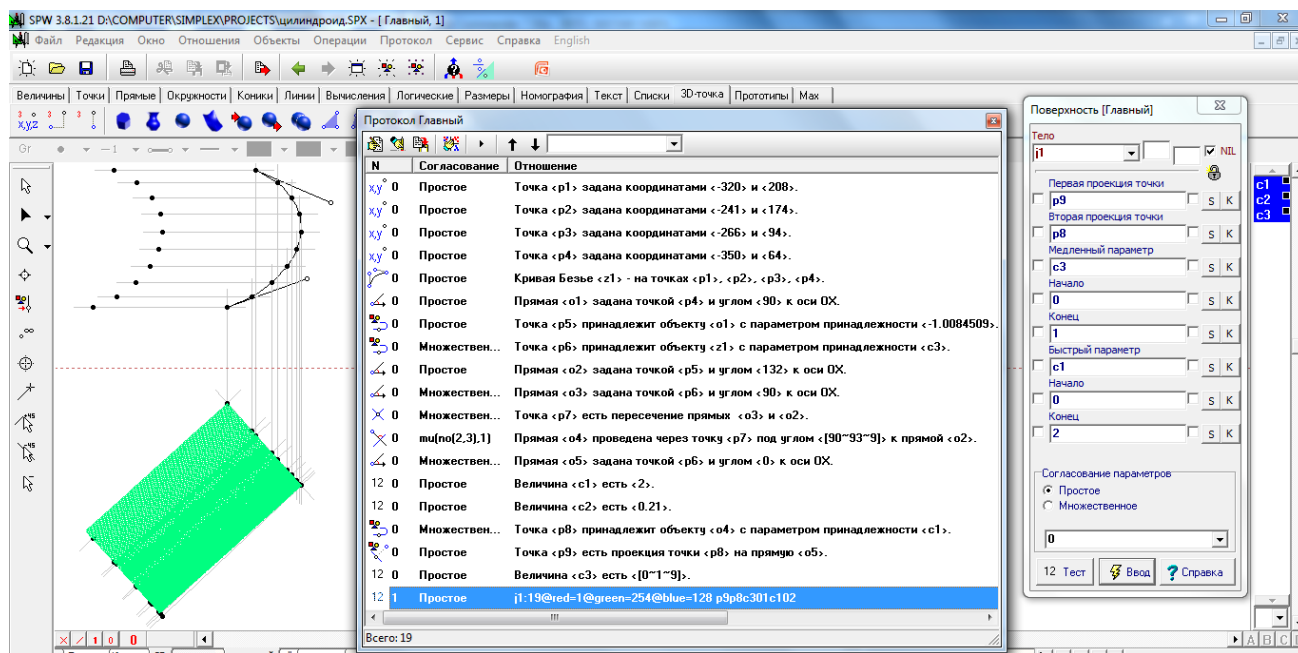 SPW 3.8.1.21 D:\COMPUTER\SIMPLEX\PROJECTS\цилиндроид.SPX - [ Главный, 1]
Файл Редакция Окно Отношения Объекты Операции Протокол Сервис Справка English
Величины Точки Прямые Окружности Коники Линии Вычисления Логические Размеры Номография Текст Списки 3D-точка Прототипы Max
x,y,z
Gr
Протокол Главный
N Согласование Отношение
x,y 0 Простое Точка <p1> задана координатами <-320> и <208>.
x,y 0 Простое Точка <p2> задана координатами <-241> и <174>.
x,y 0 Простое Точка <p3> задана координатами <-266> и <94>.
x,y 0 Простое Точка <p4> задана координатами <-350> и <64>.
0 Простое Кривая Безье <z1> - на точках <p1>, <p2>, <p3>, <p4>.
0 Простое Прямая <o1> задана точкой <p4> и углом <90> к оси OX.
0 Простое Точка <p5> принадлежит объекту <o1> с параметром принадлежности <-1.0084509>.
0 Множествен... Точка <p6> принадлежит объекту <z1> с параметром принадлежности <c3>.
0 Простое Прямая <o2> задана точкой <p5> и углом <132> к оси OX.
0 Множествен... Прямая <o3> задана точкой <p6> и углом <90> к оси OX.
0 Множествен... Точка <p7> есть пересечение прямых <o3> и <o2>.
0 mu(no(2,3),1) Прямая <o4> проведена через точку <p7> под углом <[90~93~9]> к прямой <o2>.
0 Множествен... Прямая <o5> задана точкой <p6> и углом <0> к оси OX.
12 0 Простое Величина <c1> есть <2>.
12 0 Простое Величина <c2> есть <0.21>.
0 Множествен... Точка <p8> принадлежит объекту <o4> с параметром принадлежности <c1>.
0 Простое Точка <p9> есть проекция точки <p8> на прямую <o5>.
12 0 Простое Величина <c3> есть <[0~1~9]>.
12 1 Простое j1:19@red=1@green=254@blue=128 p9p8c301c102
Всего: 19
Поверхность [Главный]
Тело
j1 NIL
Первая проекция точки
p9 S K
Вторая проекция точки
p8 S K
Медленный параметр
c3 S K
Начало
0 S K
Конец
1 S K
Быстрый параметр
c1 S K
Начало
0 S K
Конец
2 S K
Согласование параметров
Простое
Множественное
0
12 Тест Ввод Справка
c1
c2
c3
1 0 0
A B C